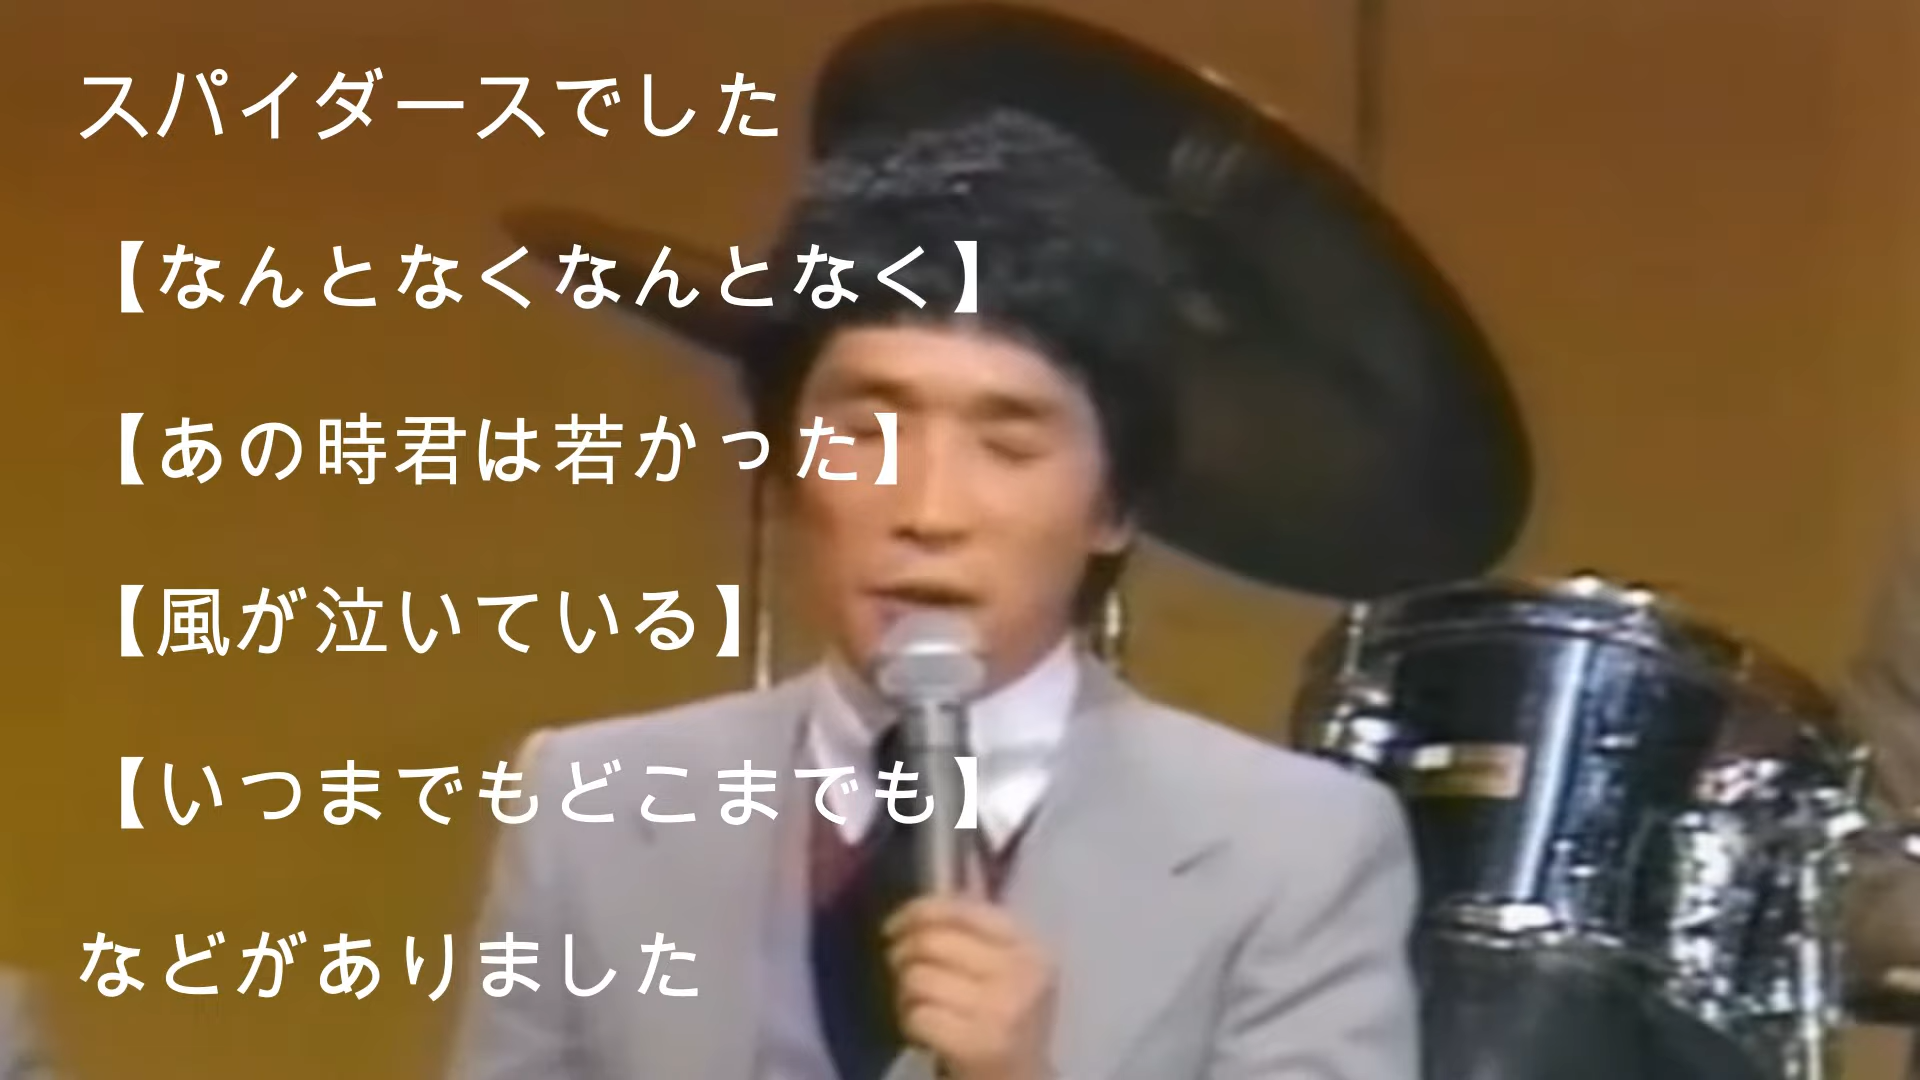 スパイダースでした
【なんとなくなんとなく】
【あの時君は若かった】
【風が泣いている】
【いつまでもどこまでも】
などがありました